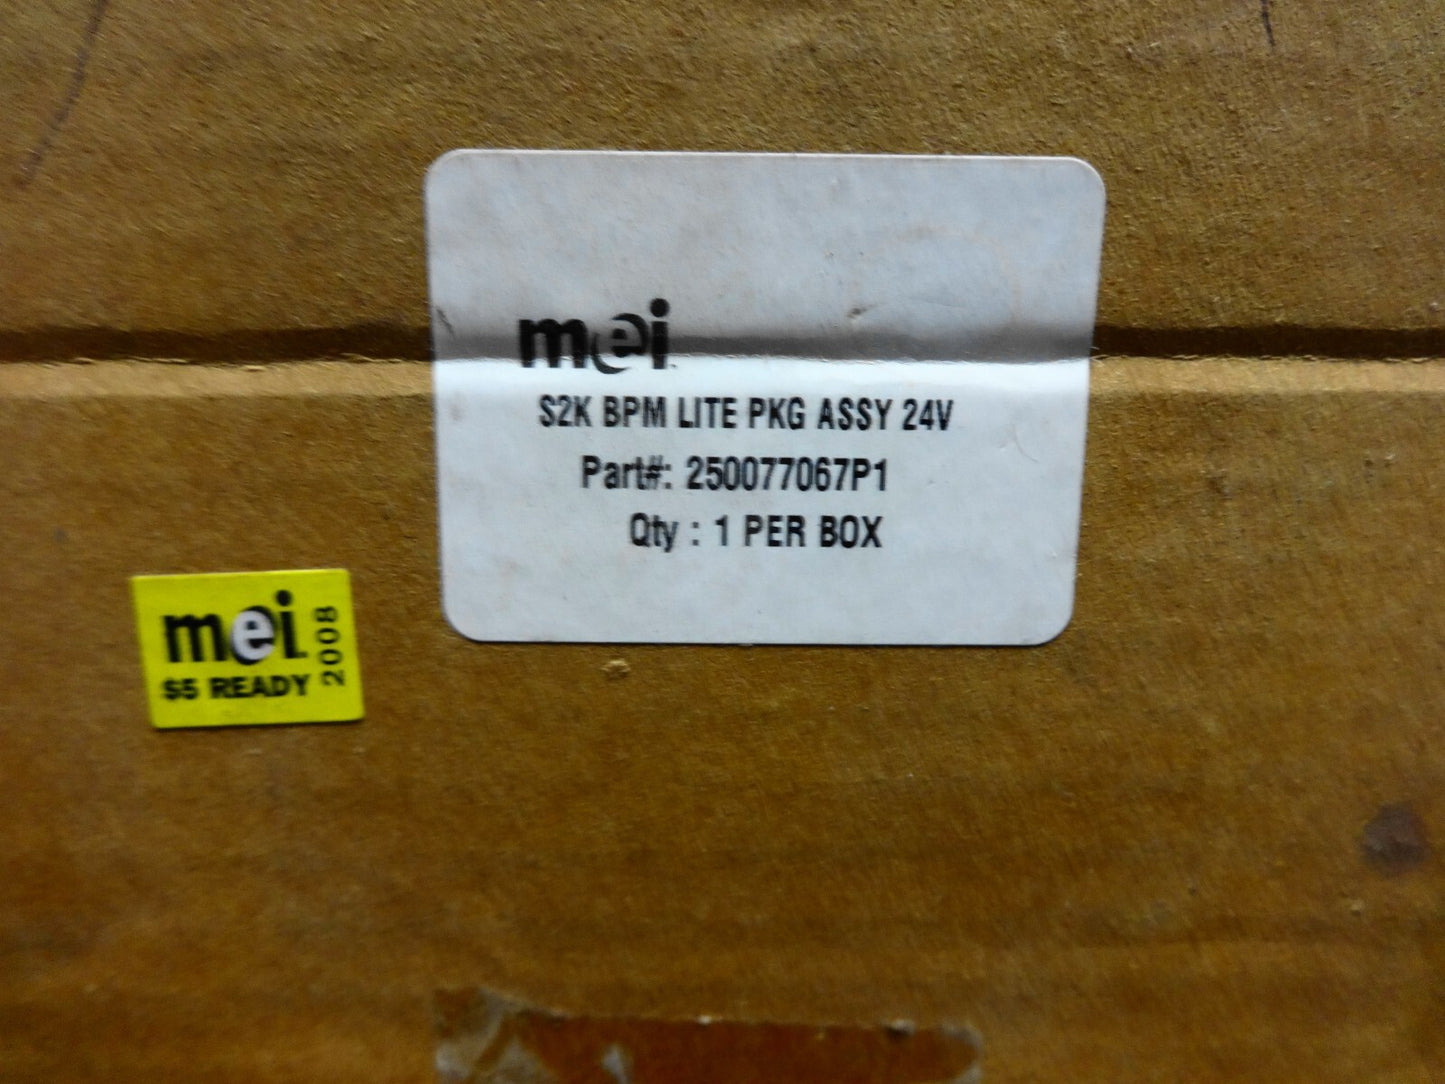 mei.
S2K BPM LITE PKG ASSY 24V
Part#: 250077067P1
Qty : 1 PER BOX
mei.
$5 READY
2008